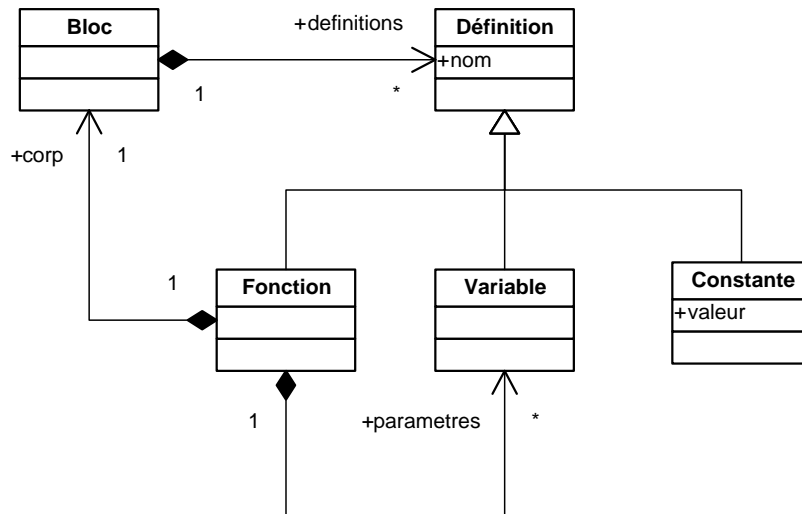 Bloc
+definitions
Définition
+nom
1
*
+corp
1
1
Fonction
Variable
Constante
+valeur
1
+parametres
*